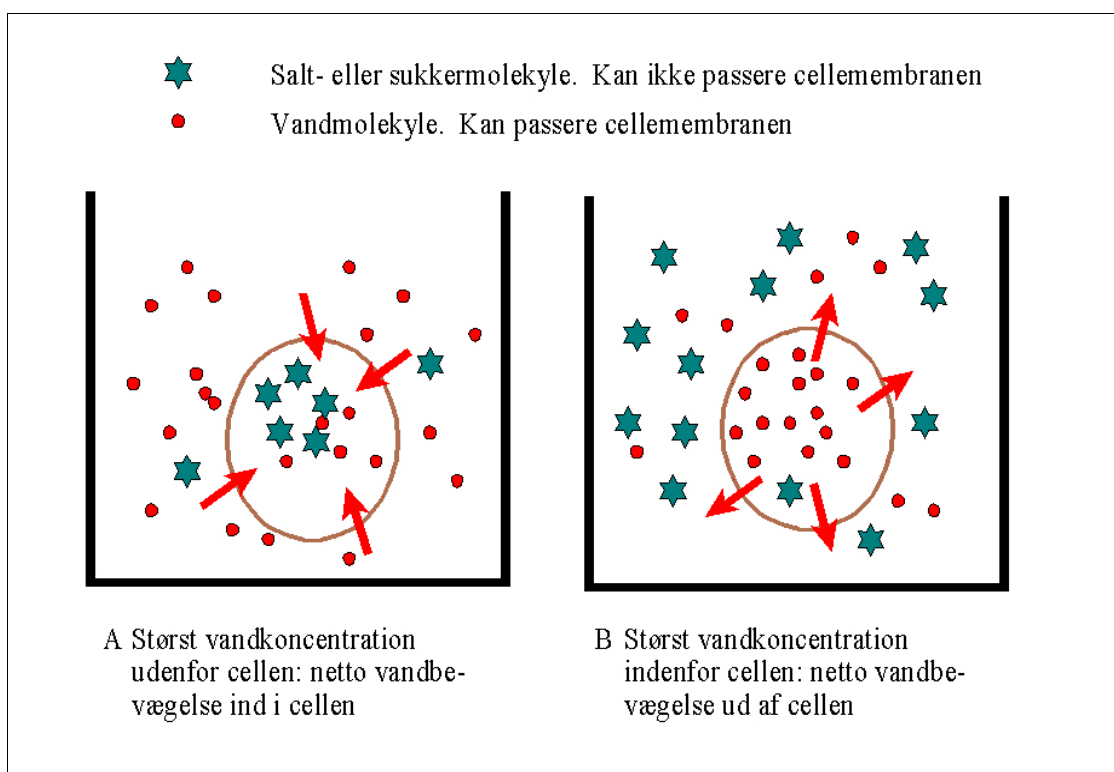 Salt- eller sukkermolekyle. Kan ikke passere cellemembranen
Vandmolekyle. Kan passere cellemembranen
A Størst vandkoncentration
udenfor cellen: netto vandbe-
vægelse ind i cellen
B Størst vandkoncentration
indenfor cellen: netto vandbe-
vægelse ud af cellen